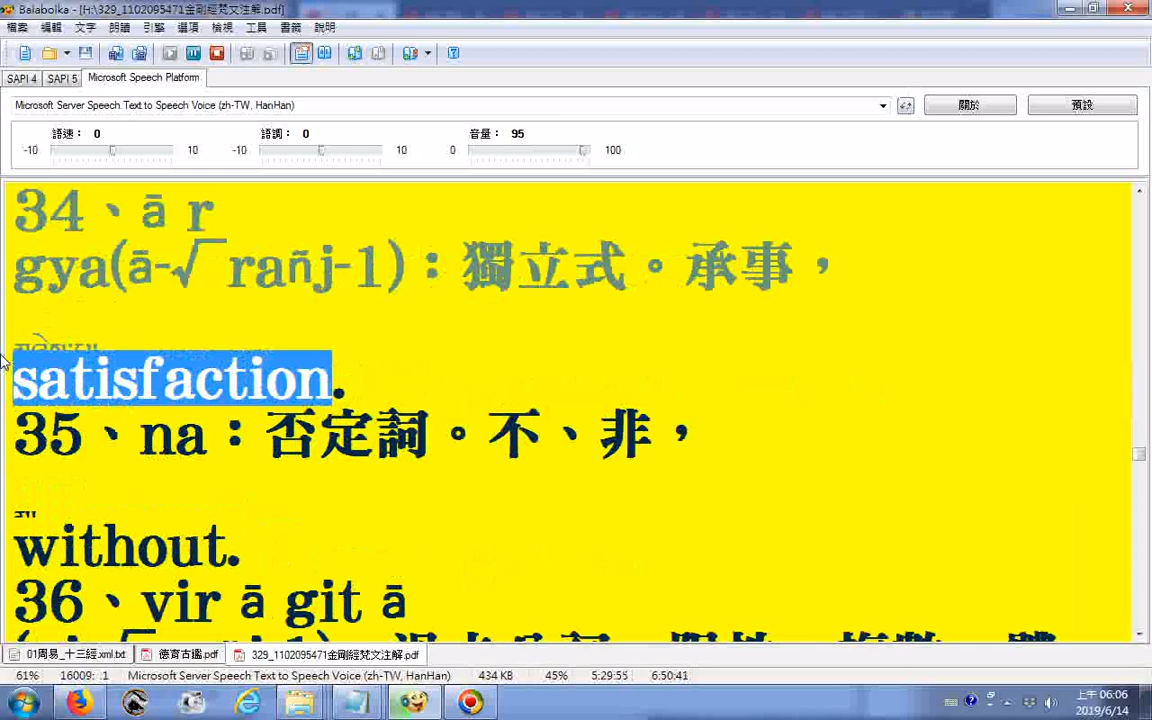 Balabolka - [H:\329_1102095471金剛經梵文注解.pdf]
檔案 編輯 文字 朗讀 引擎 選項 檢視 工具 書籤 說明
SAPI 4 SAPI 5 Microsoft Speech Platform
Microsoft Server Speech Text to Speech Voice (zh-TW, HanHan) 關於 預設
語速： 0 語調： 0 音量： 95
-10 10 -10 10 0 100
34、ā r
gya(ā-√ rañj-1)：獨立式。承事，
satisfaction.
35、na：否定詞。不、非，
without.
36、vir ā git ā
01周易_十三經.xml.txt 德育古鑑.pdf 329_1102095471金剛經梵文注解.pdf
61% 16009: .1 Microsoft Server Speech Text to Speech Voice (zh-TW, HanHan) 434 KB 45% 5:29:55 6:50:41
上午 06:06
2019/6/14